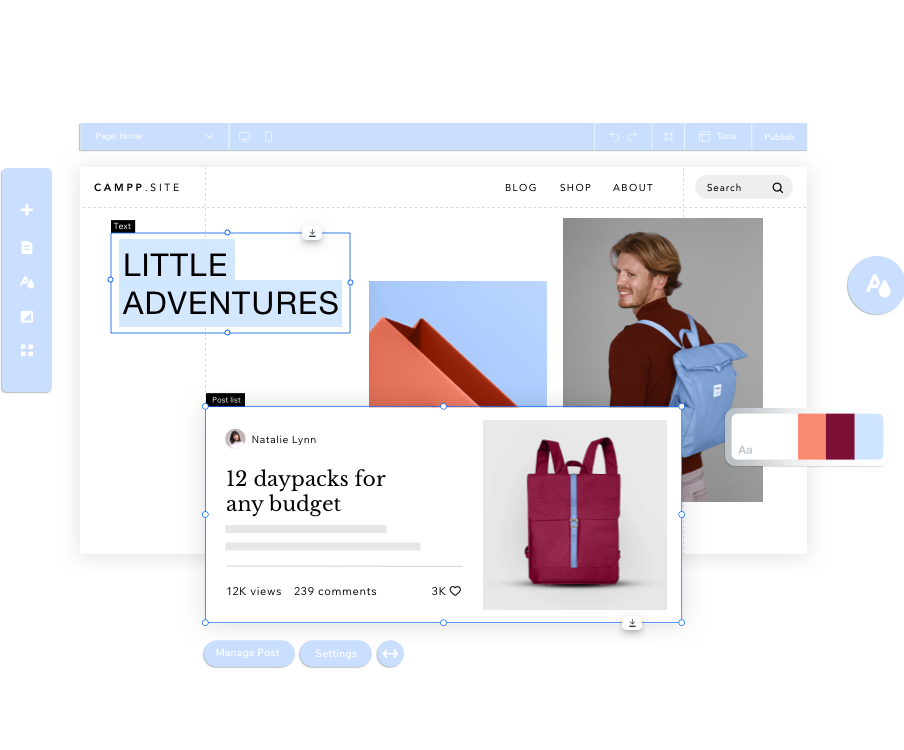 Page: Home
Tools
Publish
CAMPP.SITE
BLOG SHOP ABOUT
Search
Text
LITTLE
ADVENTURES
Post list
Natalie Lynn
12 daypacks for
any budget
Aa
12K views 239 comments 3K
Manage Post
Settings